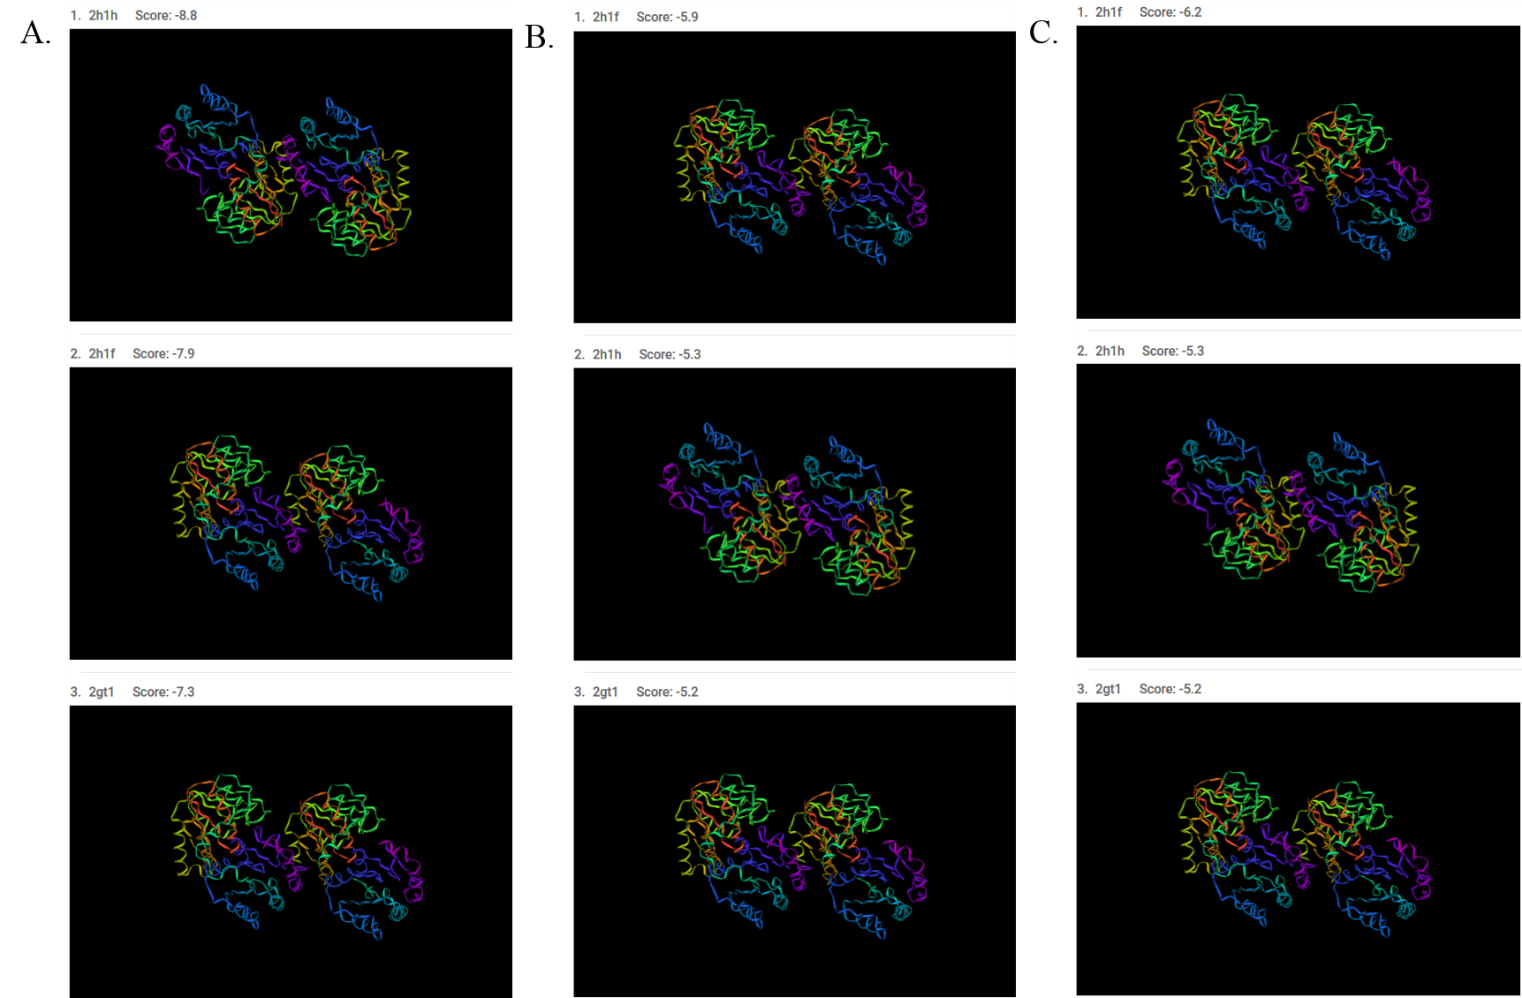 A.
1. 2h1h Score: -8.8
2. 2h1f Score: -7.9
3. 2gt1 Score: -7.3
B.
1. 2h1f Score: -5.9
2. 2h1h Score: -5.3
3. 2gt1 Score: -5.2
C.
1. 2h1f Score: -6.2
2. 2h1h Score: -5.3
3. 2gt1 Score: -5.2